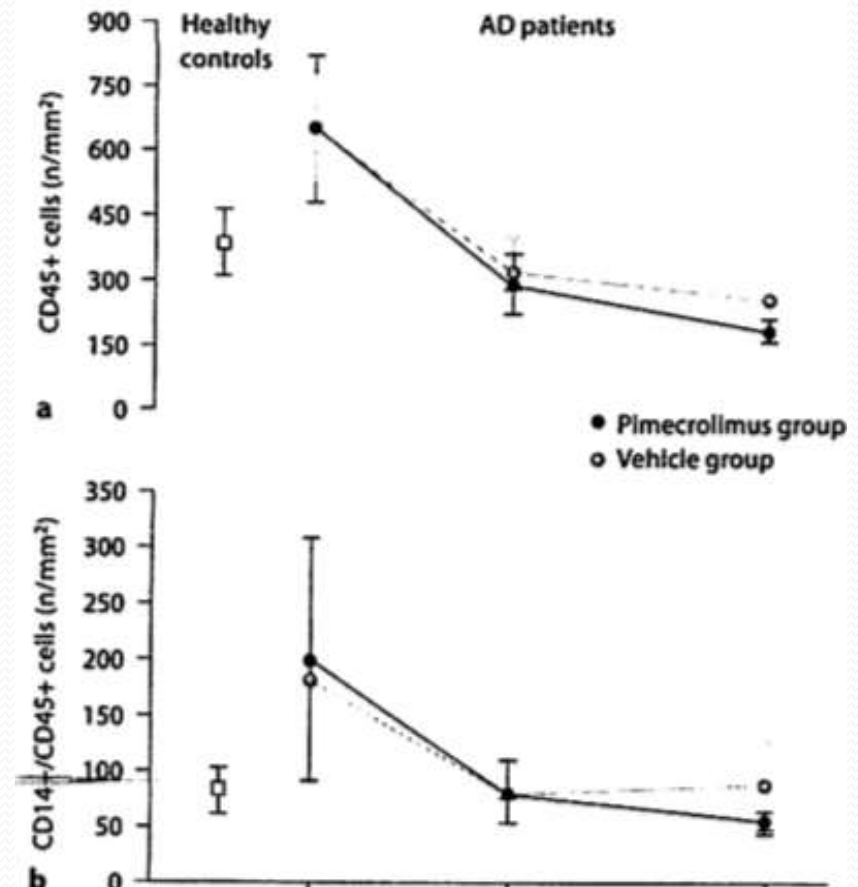 Healthy
controls
AD patients
CD45+ cells (n/mm²)
900
750
600
450
300
150
0
a
Pimecrolimus group
Vehicle group
CD14+/CD45+ cells (n/mm²)
350
300
250
200
150
100
50
0
b